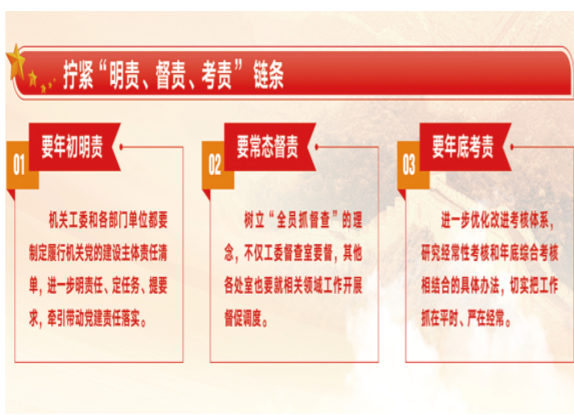 拧紧“明责、督责、考责”链条
01
要年初明责
机关工委和各部门单位都要
制定履行机关党的建设主体责任清
单，进一步明责任、定任务、提要
求，牵引带动党建责任落实。
02
要常态督责
树立“全员抓督查”的理
念，不仅工委督查室要督，其他
各处室也要就相关领域工作开展
督促调度。
03
要年底考责
进一步优化改进考核体系，
研究经常性考核和年底综合考核
相结合的具体办法，切实把工作
抓在平时、严在经常。